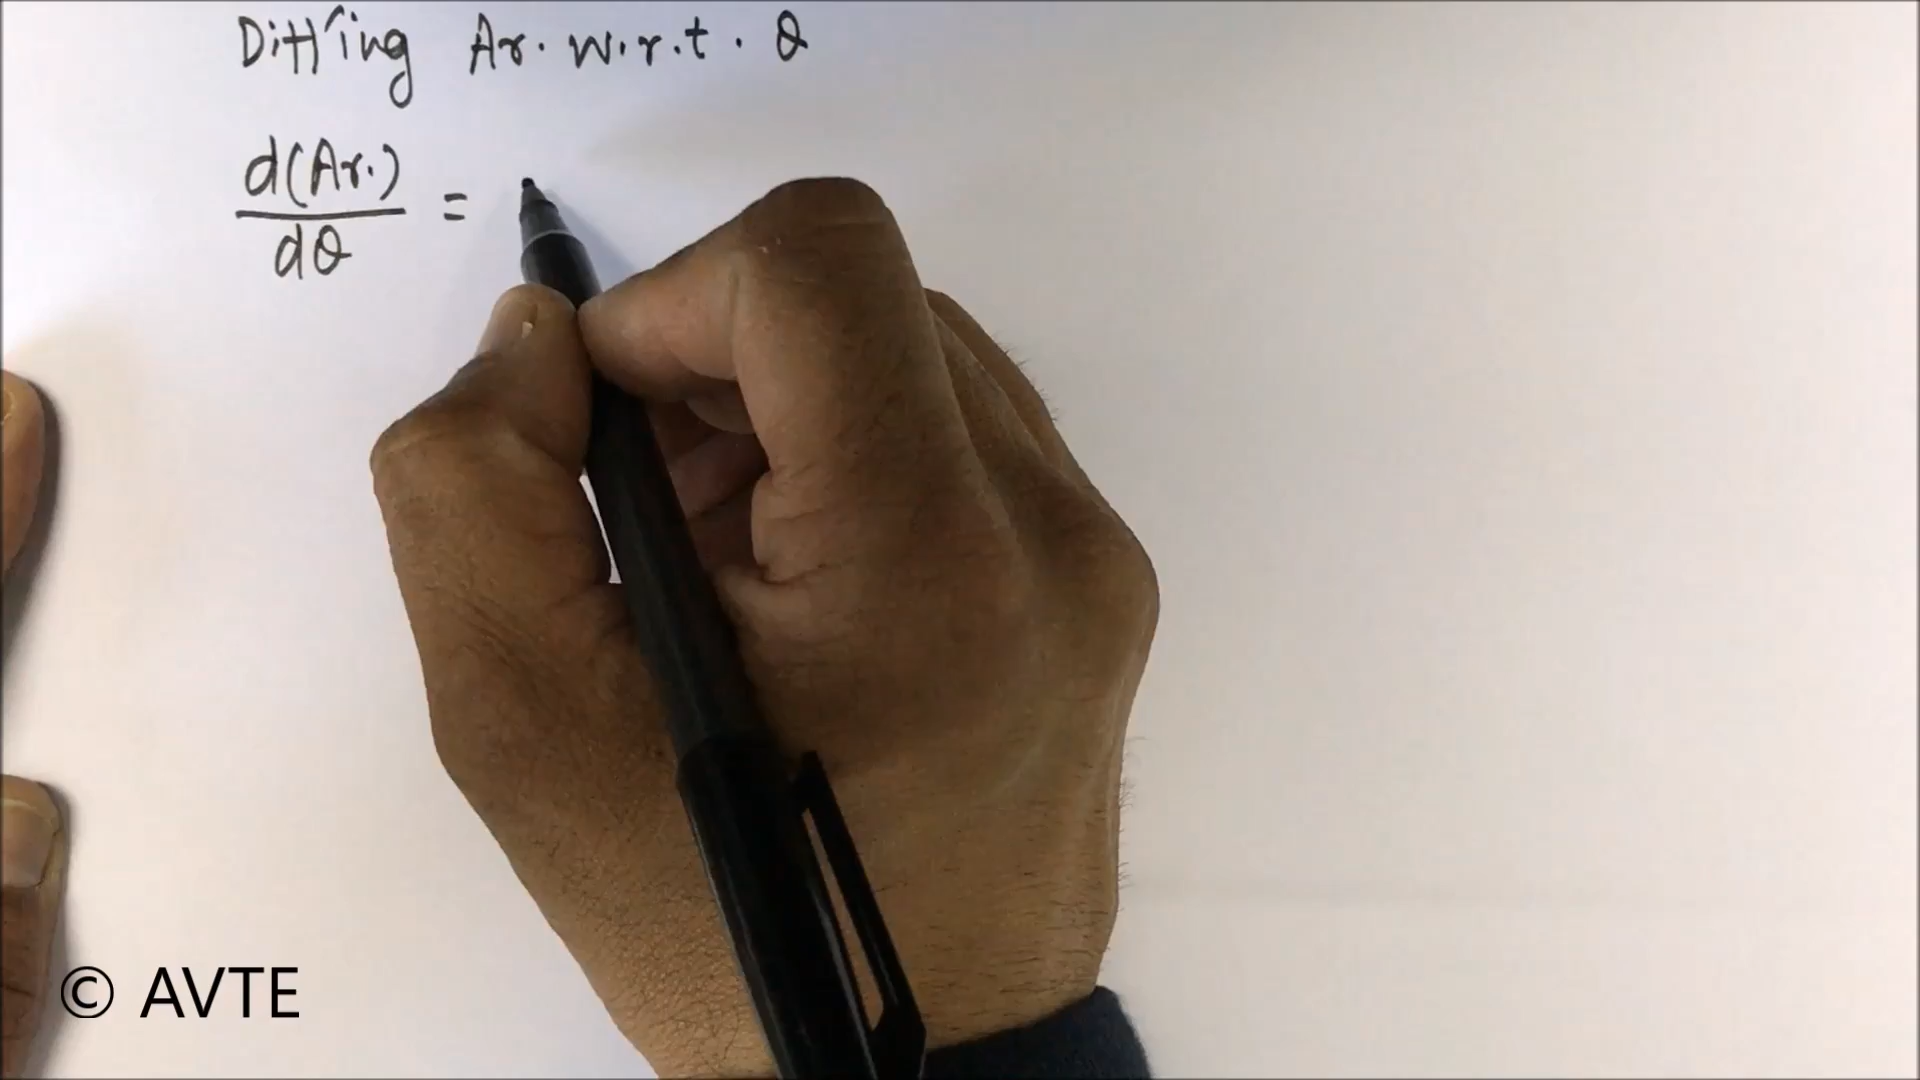 Diff'ing Ar. w.r.t. θ
d(Ar.)/dθ =
© AVTE